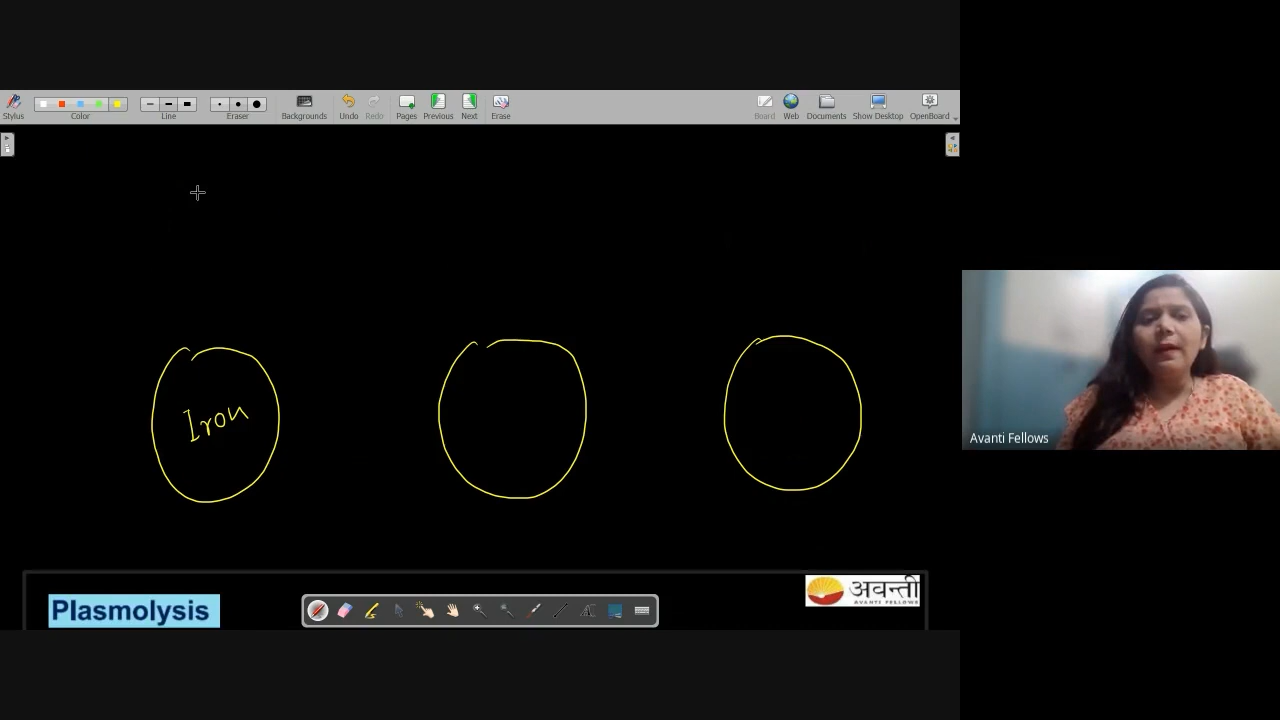 Stylus
Color
Line
Eraser
Backgrounds
Undo
Redo
Pages
Previous
Next
Erase
Board
Web
Documents
Show Desktop
OpenBoard
Iron
Avanti Fellows
Plasmolysis
अवन्ती
AVANTI FELLOWS